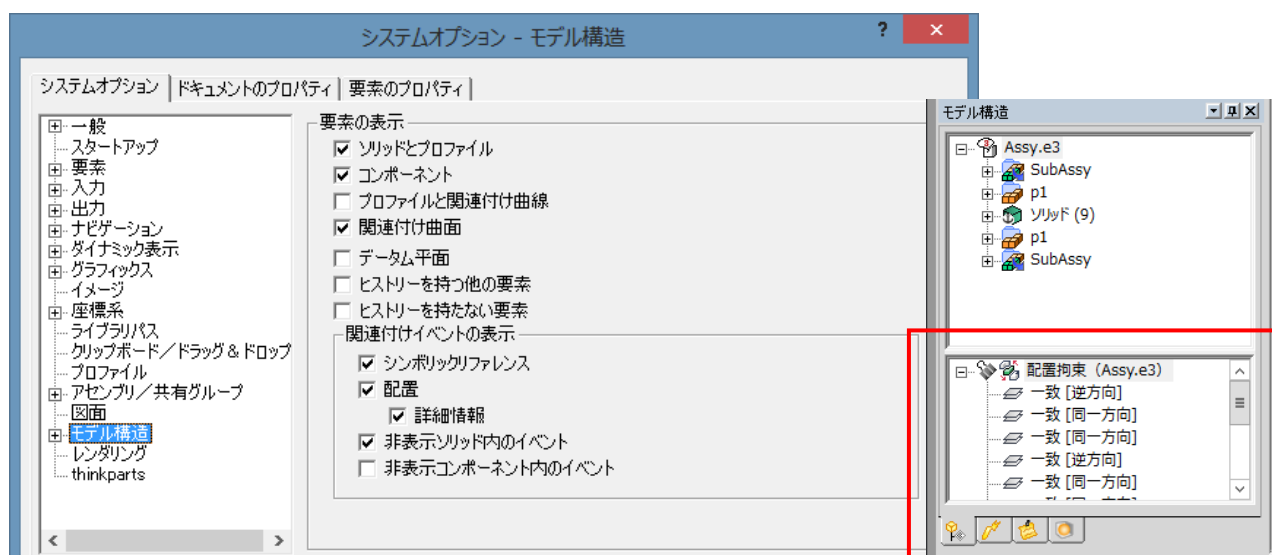 システムオプション - モデル構造
?
システムオプション
ドキュメントのプロパティ
要素のプロパティ
一般
スタートアップ
要素
入力
出力
ナビゲーション
ダイナミック表示
グラフィックス
イメージ
座標系
ライブラリパス
クリップボード／ドラッグ＆ドロップ
プロファイル
アセンブリ／共有グループ
図面
モデル構造
レンダリング
thinkparts
要素の表示
ソリッドとプロファイル
コンポーネント
プロファイルと関連付け曲線
関連付け曲面
データム平面
ヒストリーを持つ他の要素
ヒストリーを持たない要素
関連付けイベントの表示
シンボリックリファレンス
配置
詳細情報
非表示ソリッド内のイベント
非表示コンポーネント内のイベント
モデル構造
Assy.e3
SubAssy
p1
ソリッド (9)
p1
SubAssy
配置拘束（Assy.e3）
一致 [逆方向]
一致 [同一方向]
一致 [同一方向]
一致 [逆方向]
一致 [同一方向]